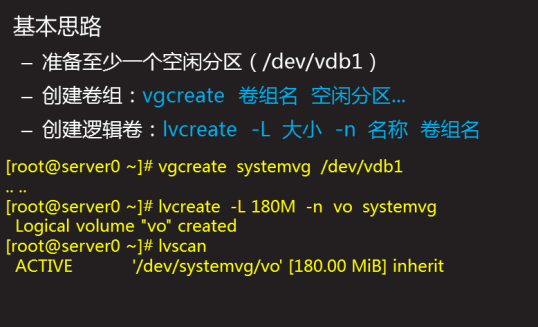 基本思路
– 准备至少一个空闲分区（/dev/vdb1）
– 创建卷组：vgcreate 卷组名 空闲分区...
– 创建逻辑卷：lvcreate -L 大小 -n 名称 卷组名
[root@server0 ~]# vgcreate systemvg /dev/vdb1
.. ..
[root@server0 ~]# lvcreate -L 180M -n vo systemvg
Logical volume "vo" created
[root@server0 ~]# lvscan
ACTIVE '/dev/systemvg/vo' [180.00 MiB] inherit